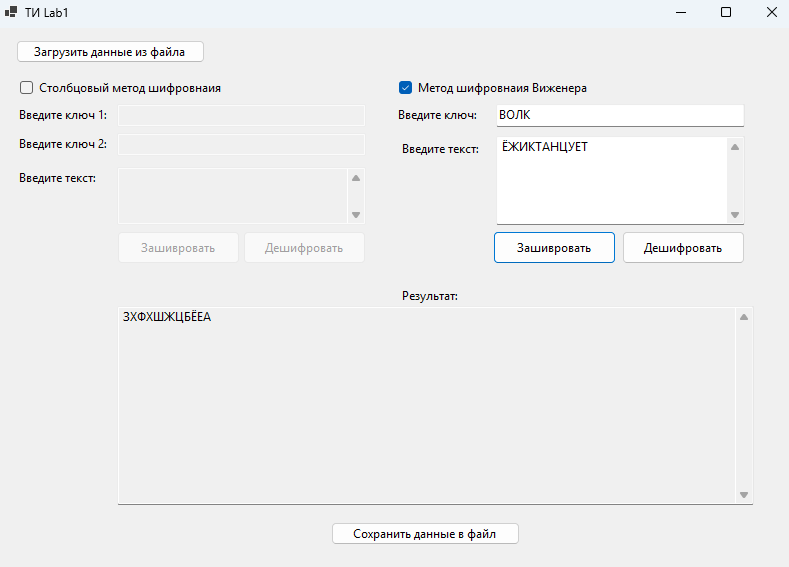 ТИ Lab1
Загрузить данные из файла
Столбцовый метод шифровнаия
Введите ключ 1:
Введите ключ 2:
Введите текст:
Зашивровать Дешифровать
Метод шифровнаия Виженера
Введите ключ: ВОЛК
Введите текст: ЁЖИКТАНЦУЕТ
Зашивровать Дешифровать
Результат:
ЗХФХШЖЦБЁЕА
Сохранить данные в файл